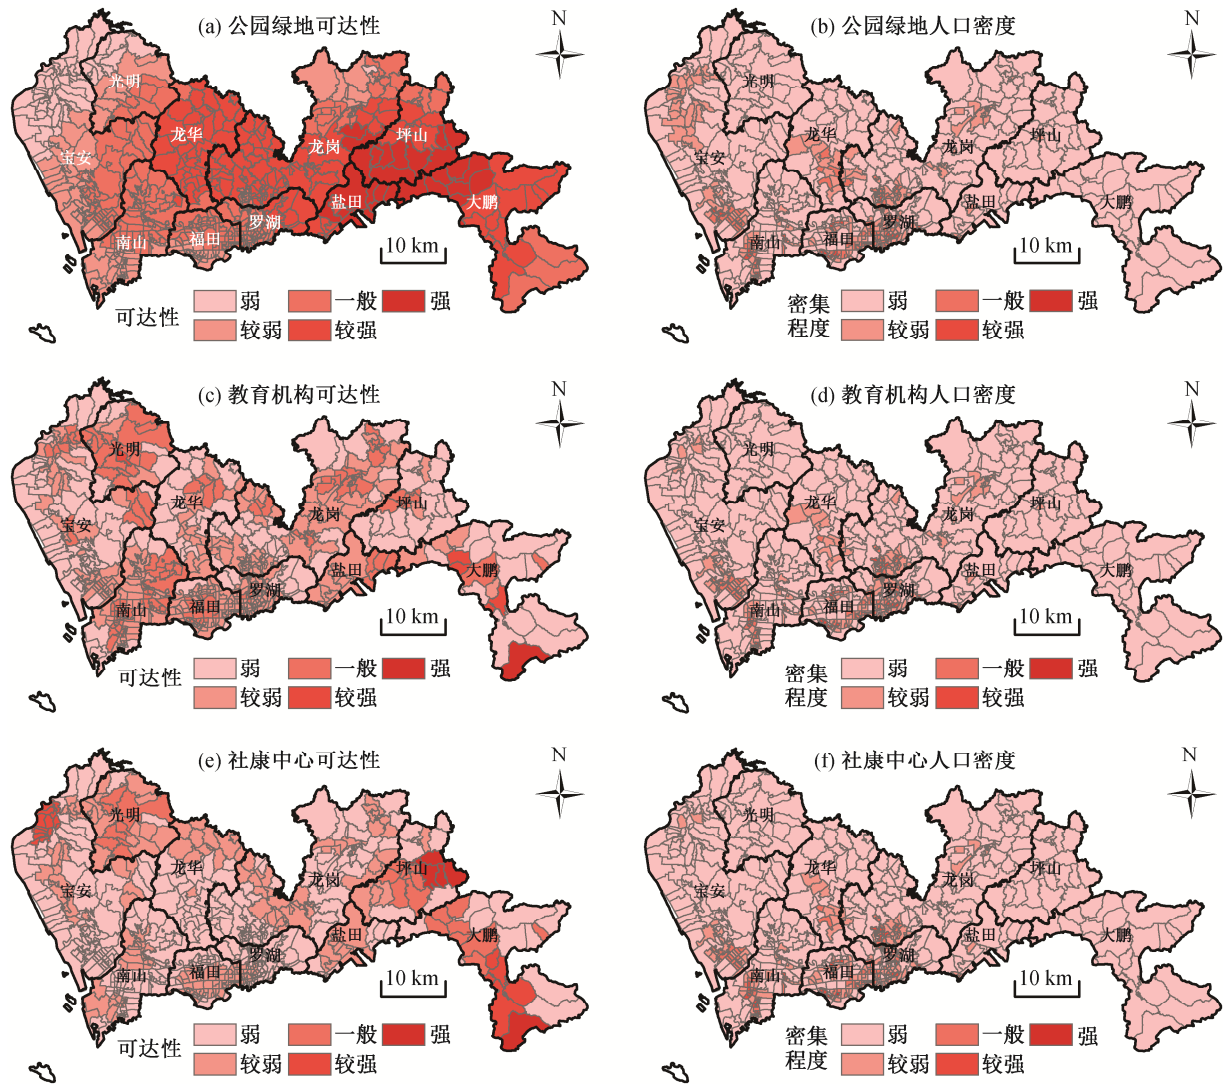 (a) 公园绿地可达性
N
光明
龙华
宝安
龙岗
坪山
盐田
大鹏
罗湖
南山
福田
10 km
可达性
弱
一般
强
较弱
较强
(b) 公园绿地人口密度
N
光明
龙华
宝安
龙岗
坪山
盐田
大鹏
罗湖
南山
福田
10 km
密集
程度
弱
一般
强
较弱
较强
(c) 教育机构可达性
N
光明
龙华
宝安
龙岗
坪山
盐田
大鹏
罗湖
南山
福田
10 km
可达性
弱
一般
强
较弱
较强
(d) 教育机构人口密度
N
光明
龙华
宝安
龙岗
坪山
盐田
大鹏
罗湖
南山
福田
10 km
密集
程度
弱
一般
强
较弱
较强
(e) 社康中心可达性
N
光明
龙华
宝安
龙岗
坪山
盐田
大鹏
罗湖
南山
福田
10 km
可达性
弱
一般
强
较弱
较强
(f) 社康中心人口密度
N
光明
龙华
宝安
龙岗
坪山
盐田
大鹏
罗湖
南山
福田
10 km
密集
程度
弱
一般
强
较弱
较强